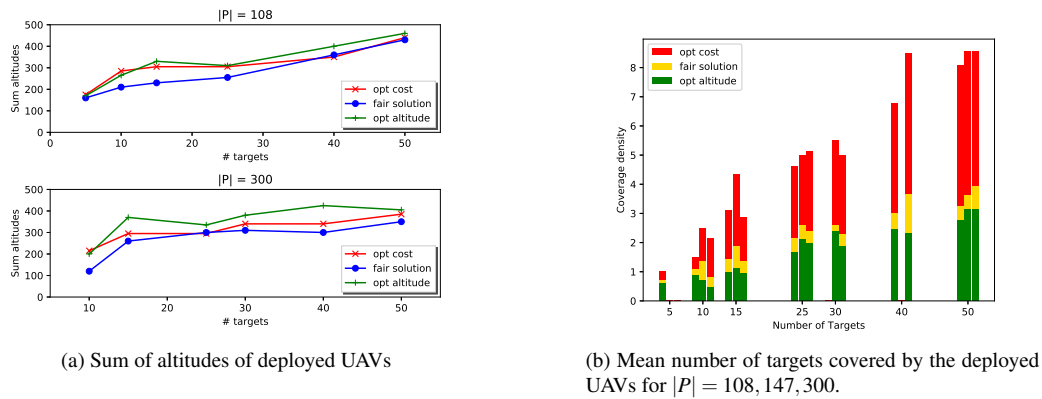 |P| = 108
500
400
300
200
100
0
Sum altitudes
opt cost
fair solution
opt altitude
0 10 20 30 40 50
# targets
|P| = 300
500
400
300
200
100
0
Sum altitudes
opt cost
fair solution
opt altitude
10 20 30 40 50
# targets
(a) Sum of altitudes of deployed UAVs
opt cost
fair solution
opt altitude
8
7
6
5
4
3
2
1
0
Coverage density
5 10 15 25 30 40 50
Number of Targets
(b) Mean number of targets covered by the deployed
UAVs for |P| = 108, 147, 300.